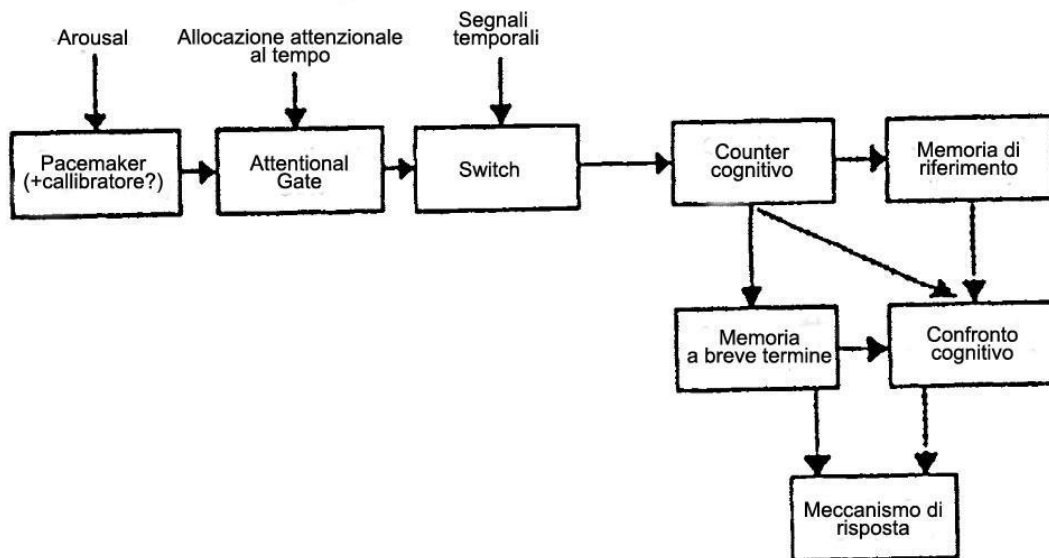 Arousal
Allocazione attenzionale
al tempo
Segnali
temporali
Pacemaker
(+callibratore?)
Attentional
Gate
Switch
Counter
cognitivo
Memoria di
riferimento
Memoria
a breve termine
Confronto
cognitivo
Meccanismo di
risposta